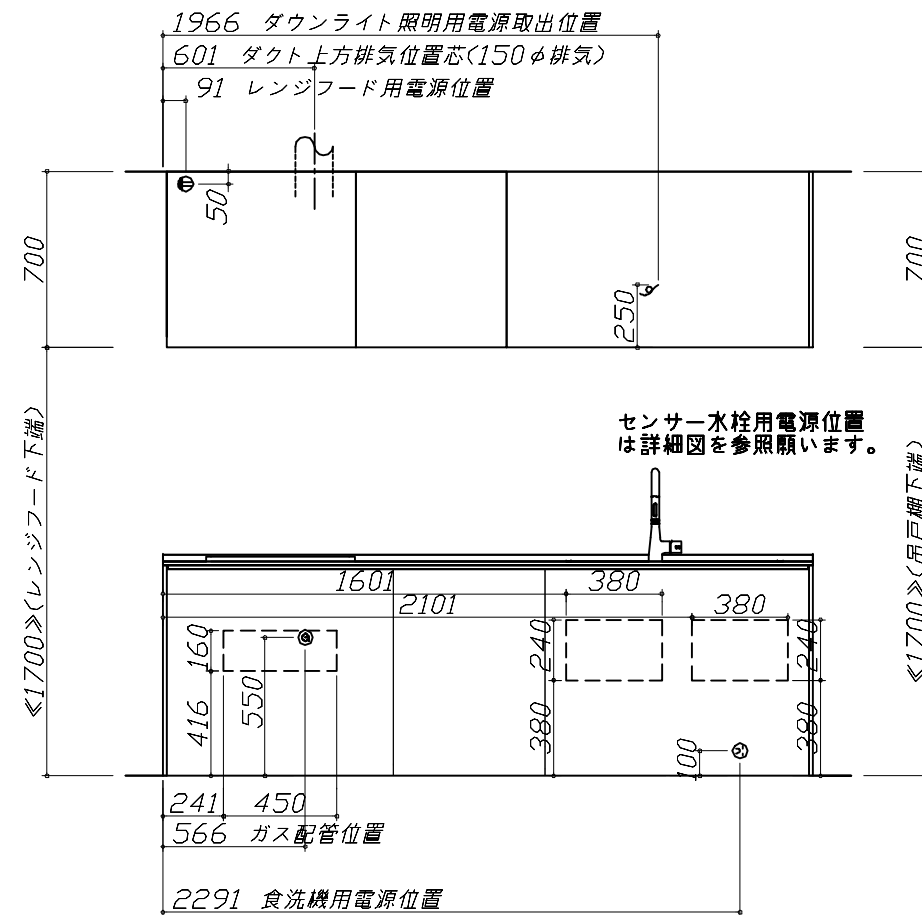 1966 ダウンライト照明用電源取出位置
601 ダクト上方排気位置芯(150φ排気)
91 レンジフード用電源位置
50
700
700
250
センサー水栓用電源位置
は詳細図を参照願います。
≪1700≫(レンジフード下端)
≪1700≫(吊戸棚下端)
1601
380
2101
380
160
240
240
416
550
380
380
100
241
450
566 ガス配管位置
2291 食洗機用電源位置